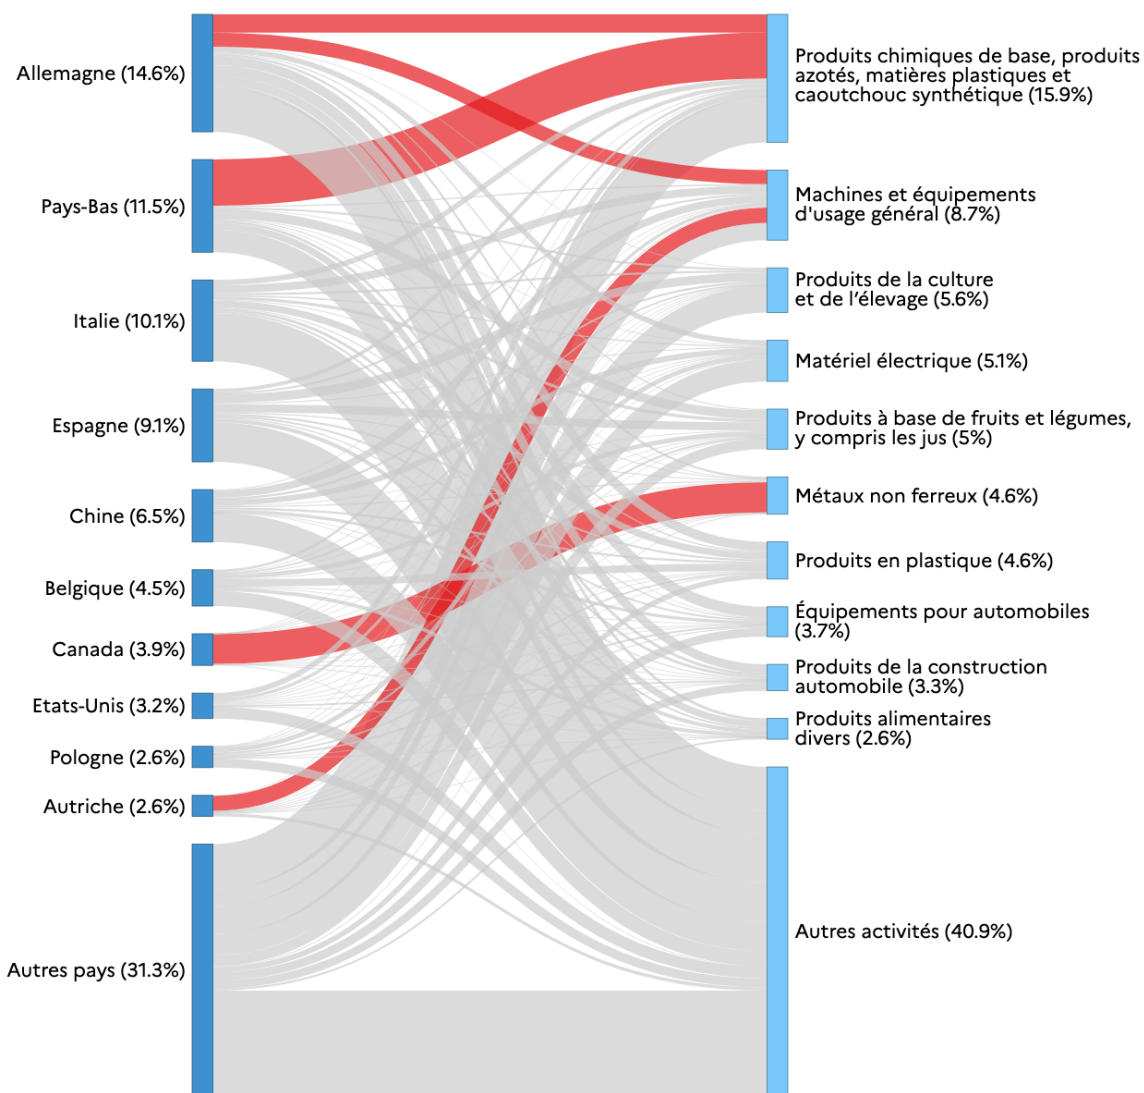 Allemagne (14.6%)
Pays-Bas (11.5%)
Italie (10.1%)
Espagne (9.1%)
Chine (6.5%)
Belgique (4.5%)
Canada (3.9%)
Etats-Unis (3.2%)
Pologne (2.6%)
Autriche (2.6%)
Autres pays (31.3%)
Produits chimiques de base, produits
azotés, matières plastiques et
caoutchouc synthétique (15.9%)
Machines et équipements
d'usage général (8.7%)
Produits de la culture
et de l’élevage (5.6%)
Matériel électrique (5.1%)
Produits à base de fruits et légumes,
y compris les jus (5%)
Métaux non ferreux (4.6%)
Produits en plastique (4.6%)
Équipements pour automobiles
(3.7%)
Produits de la construction
automobile (3.3%)
Produits alimentaires
divers (2.6%)
Autres activités (40.9%)